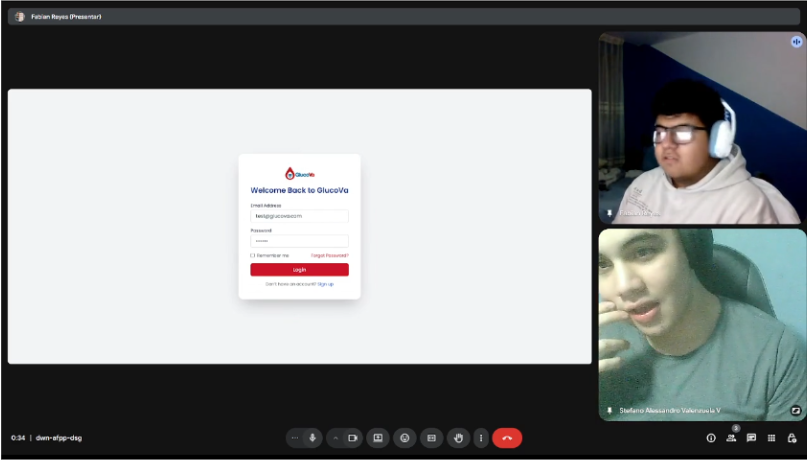 Fabian Reyes (Presenter)
GlucoVa
Welcome Back to GlucoVa
Email Address
test@glucova.com
Password
Remember me
Forgot Password?
Login
Don't have an account? Sign up
Stefano Alessandro Valenzuela V
0:34 | dwn-afpp-dsg
3